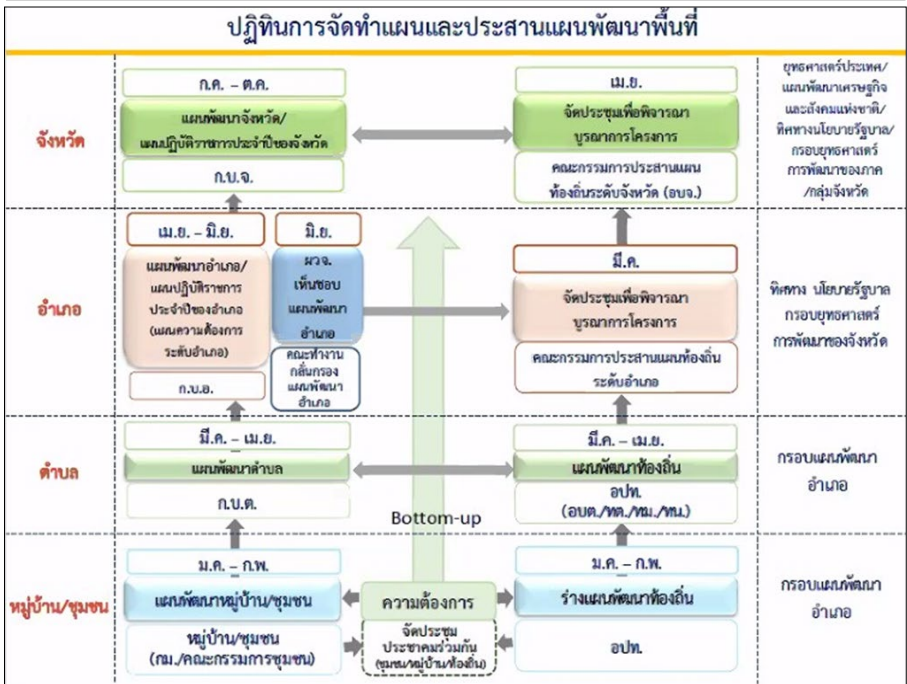 ปฏิทินการจัดทำแผนและประสานแผนพัฒนาพื้นที่
จังหวัด
ก.ค. – ต.ค.
แผนพัฒนาจังหวัด/
แผนปฏิบัติราชการประจำปีของจังหวัด
ก.บ.จ.
เม.ย.
จัดประชุมเพื่อพิจารณา
บูรณาการโครงการ
คณะกรรมการประสานแผน
ท้องถิ่นระดับจังหวัด (อบจ.)
ยุทธศาสตร์ประเทศ/
แผนพัฒนาเศรษฐกิจ
และสังคมแห่งชาติ/
ทิศทางนโยบายรัฐบาล/
กรอบยุทธศาสตร์
การพัฒนาของภาค
/กลุ่มจังหวัด
อำเภอ
เม.ย. – มิ.ย.
แผนพัฒนาอำเภอ/
แผนปฏิบัติราชการ
ประจำปีของอำเภอ
(แผนความต้องการ
ระดับอำเภอ)
ก.บ.อ.
มิ.ย.
ผวจ.
เห็นชอบ
แผนพัฒนา
อำเภอ
คณะทำงาน
กลั่นกรอง
แผนพัฒนา
อำเภอ
มี.ค.
จัดประชุมเพื่อพิจารณา
บูรณาการโครงการ
คณะกรรมการประสานแผนท้องถิ่น
ระดับอำเภอ
ทิศทาง นโยบายรัฐบาล
กรอบยุทธศาสตร์
การพัฒนาของจังหวัด
ตำบล
มี.ค. – เม.ย.
แผนพัฒนาตำบล
ก.บ.ต.
Bottom-up
มี.ค. – เม.ย.
แผนพัฒนาท้องถิ่น
อปท.
(อบต./ทต./ทม./ทน.)
กรอบแผนพัฒนา
อำเภอ
หมู่บ้าน/ชุมชน
ม.ค. – ก.พ.
แผนพัฒนาหมู่บ้าน/ชุมชน
หมู่บ้าน/ชุมชน
(กม./คณะกรรมการชุมชน)
ความต้องการ
จัดประชุม
ประชาคมร่วมกัน
(ชุมชน/หมู่บ้าน/ท้องถิ่น)
ม.ค. – ก.พ.
ร่างแผนพัฒนาท้องถิ่น
อปท.
กรอบแผนพัฒนา
อำเภอ